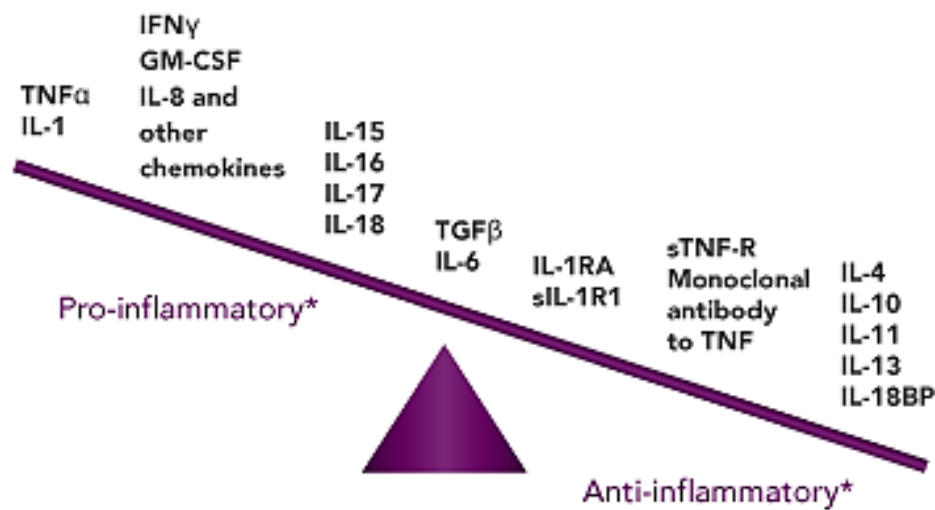 TNFα
IL-1
IFNγ
GM-CSF
IL-8 and
other
chemokines
IL-15
IL-16
IL-17
IL-18
TGFβ
IL-6
IL-1RA
sIL-1R1
sTNF-R
Monoclonal
antibody
to TNF
IL-4
IL-10
IL-11
IL-13
IL-18BP
Pro-inflammatory*
Anti-inflammatory*